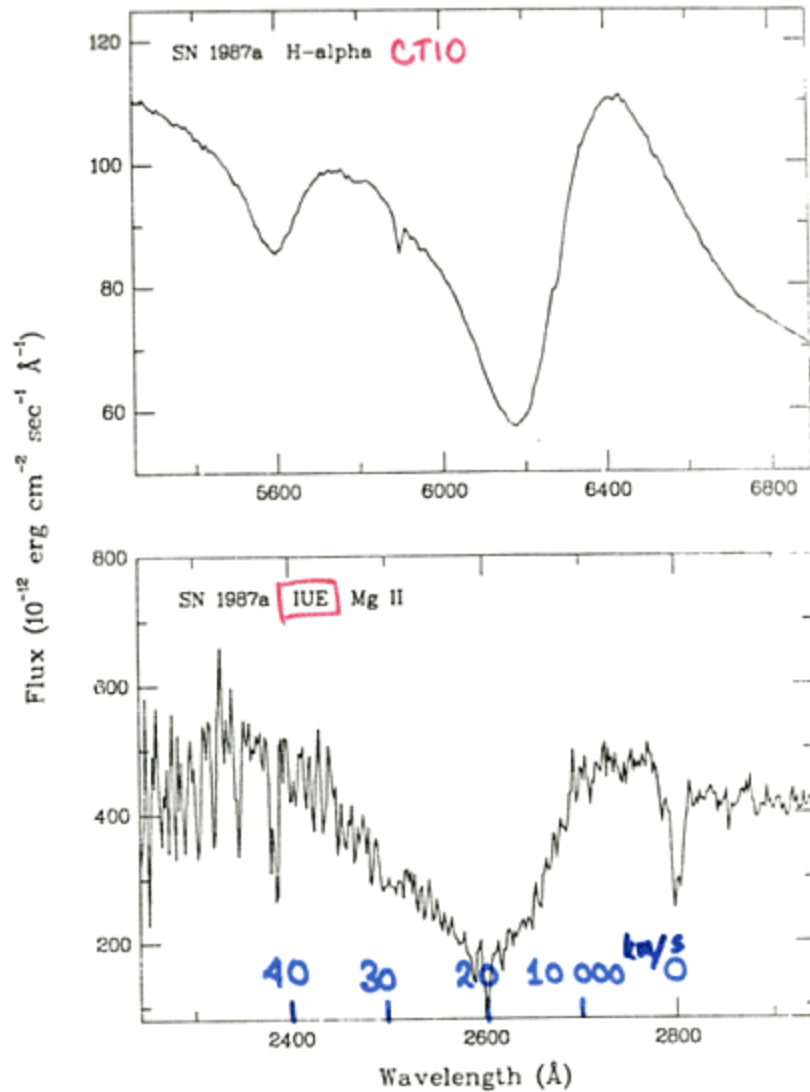 120
SN 1987a H-alpha CTIO
100
80
60
5600 6000 6400 6800
Flux (10⁻¹² erg cm⁻² sec⁻¹ Å⁻¹)
800
SN 1987a IUE Mg II
600
400
200
km/s
40 30 20 10 000 0
2400 2600 2800
Wavelength (Å)